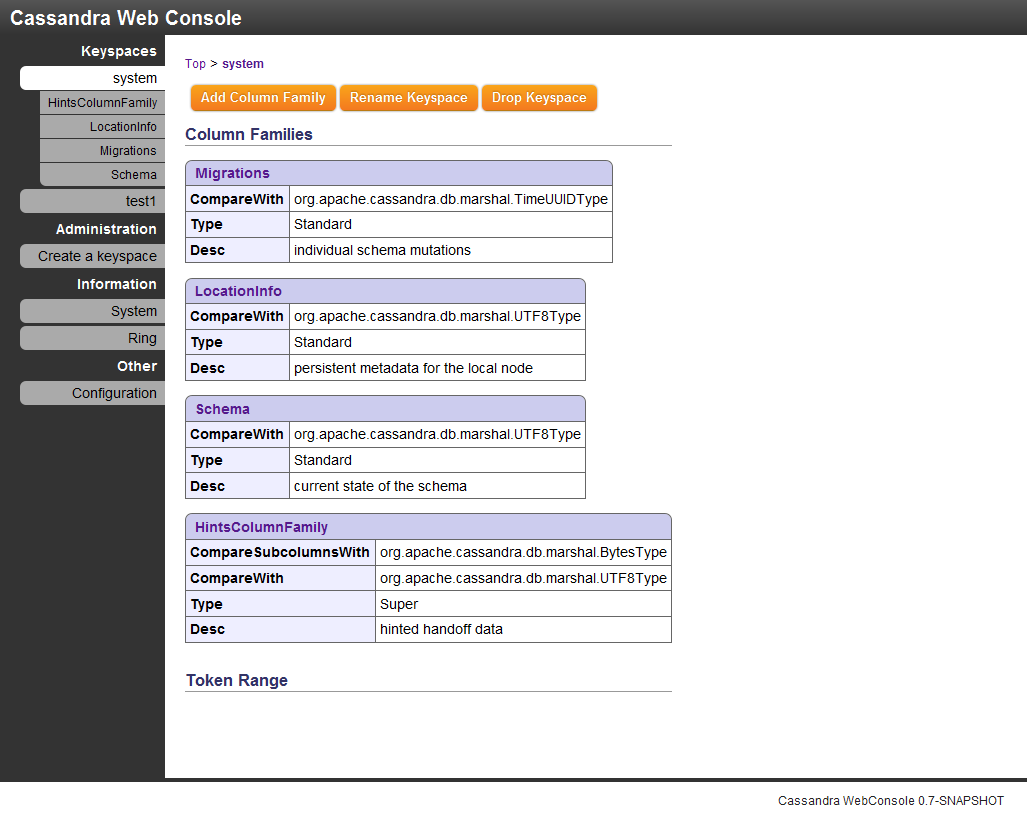 Cassandra Web Console
Keyspaces
system
HintsColumnFamily
LocationInfo
Migrations
Schema
test1
Administration
Create a keyspace
Information
System
Ring
Other
Configuration
Top > system
Add Column Family Rename Keyspace Drop Keyspace
Column Families
Migrations
CompareWith org.apache.cassandra.db.marshal.TimeUUIDType
Type Standard
Desc individual schema mutations
LocationInfo
CompareWith org.apache.cassandra.db.marshal.UTF8Type
Type Standard
Desc persistent metadata for the local node
Schema
CompareWith org.apache.cassandra.db.marshal.UTF8Type
Type Standard
Desc current state of the schema
HintsColumnFamily
CompareSubcolumnsWith org.apache.cassandra.db.marshal.BytesType
CompareWith org.apache.cassandra.db.marshal.UTF8Type
Type Super
Desc hinted handoff data
Token Range
Cassandra WebConsole 0.7-SNAPSHOT